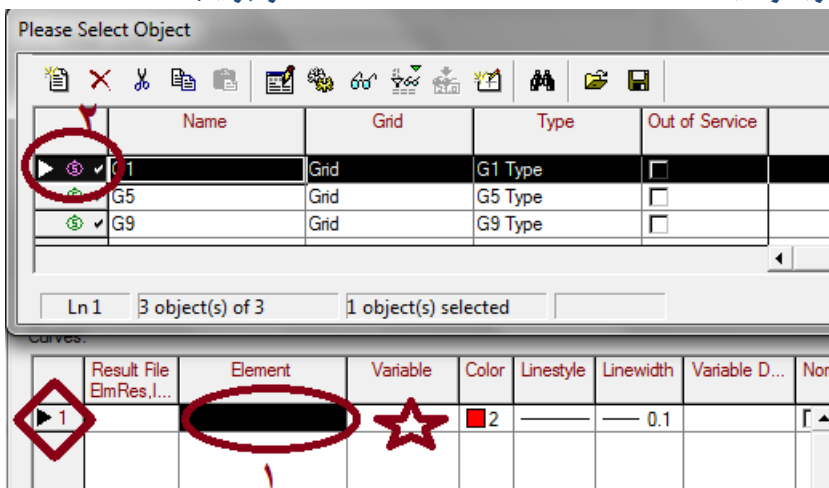 Please Select Object
۲
Name Grid Type Out of Service
G1 Grid G1 Type
G5 Grid G5 Type
G9 Grid G9 Type
Ln 1 3 object(s) of 3 1 object(s) selected
Curves:
Result File Element Variable Color Linestyle Linewidth Variable D... Nor
ElmRes,I...
1 2 0.1
۱